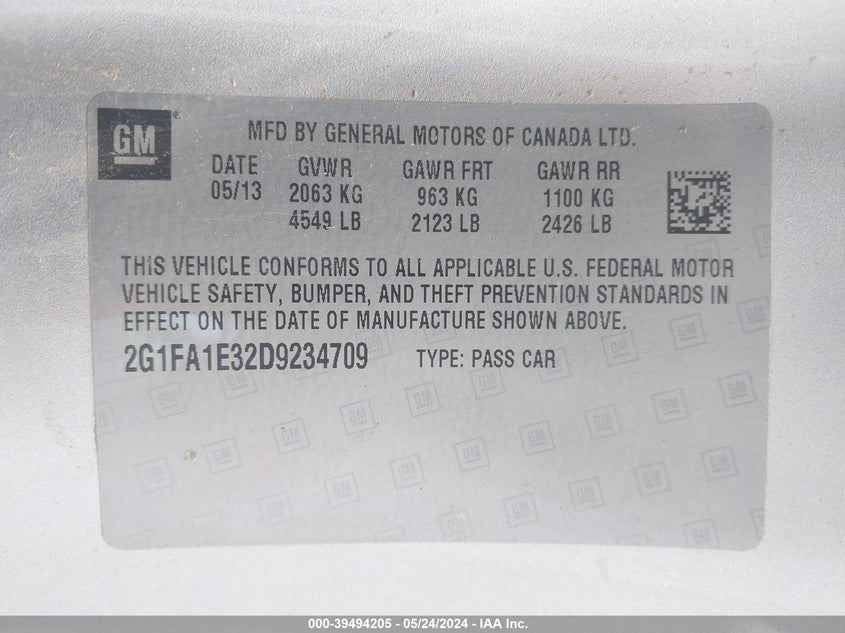 GM
MFD BY GENERAL MOTORS OF CANADA LTD.
DATE GVWR GAWR FRT GAWR RR
05/13 2063 KG 963 KG 1100 KG
4549 LB 2123 LB 2426 LB
THIS VEHICLE CONFORMS TO ALL APPLICABLE U.S. FEDERAL MOTOR
VEHICLE SAFETY, BUMPER, AND THEFT PREVENTION STANDARDS IN
EFFECT ON THE DATE OF MANUFACTURE SHOWN ABOVE.
2G1FA1E32D9234709 TYPE: PASS CAR
000-39494205 - 05/24/2024 - IAA Inc.